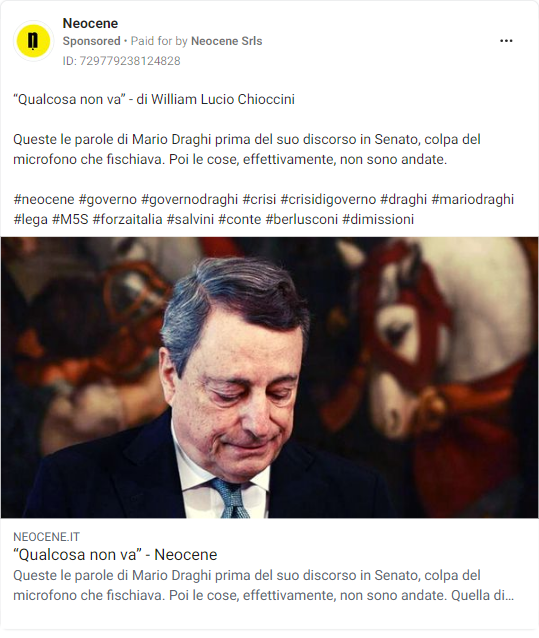 n
Neocene
Sponsored • Paid for by Neocene Srls
ID: 729779238124828
“Qualcosa non va” - di William Lucio Chioccini
Queste le parole di Mario Draghi prima del suo discorso in Senato, colpa del
microfono che fischiava. Poi le cose, effettivamente, non sono andate.
#neocene #governo #governodraghi #crisi #crisidigoverno #draghi #mariodraghi
#lega #M5S #forzaitalia #salvini #conte #berlusconi #dimissioni
NEOCENE.IT
“Qualcosa non va” - Neocene
Queste le parole di Mario Draghi prima del suo discorso in Senato, colpa del
microfono che fischiava. Poi le cose, effettivamente, non sono andate. Quella di...